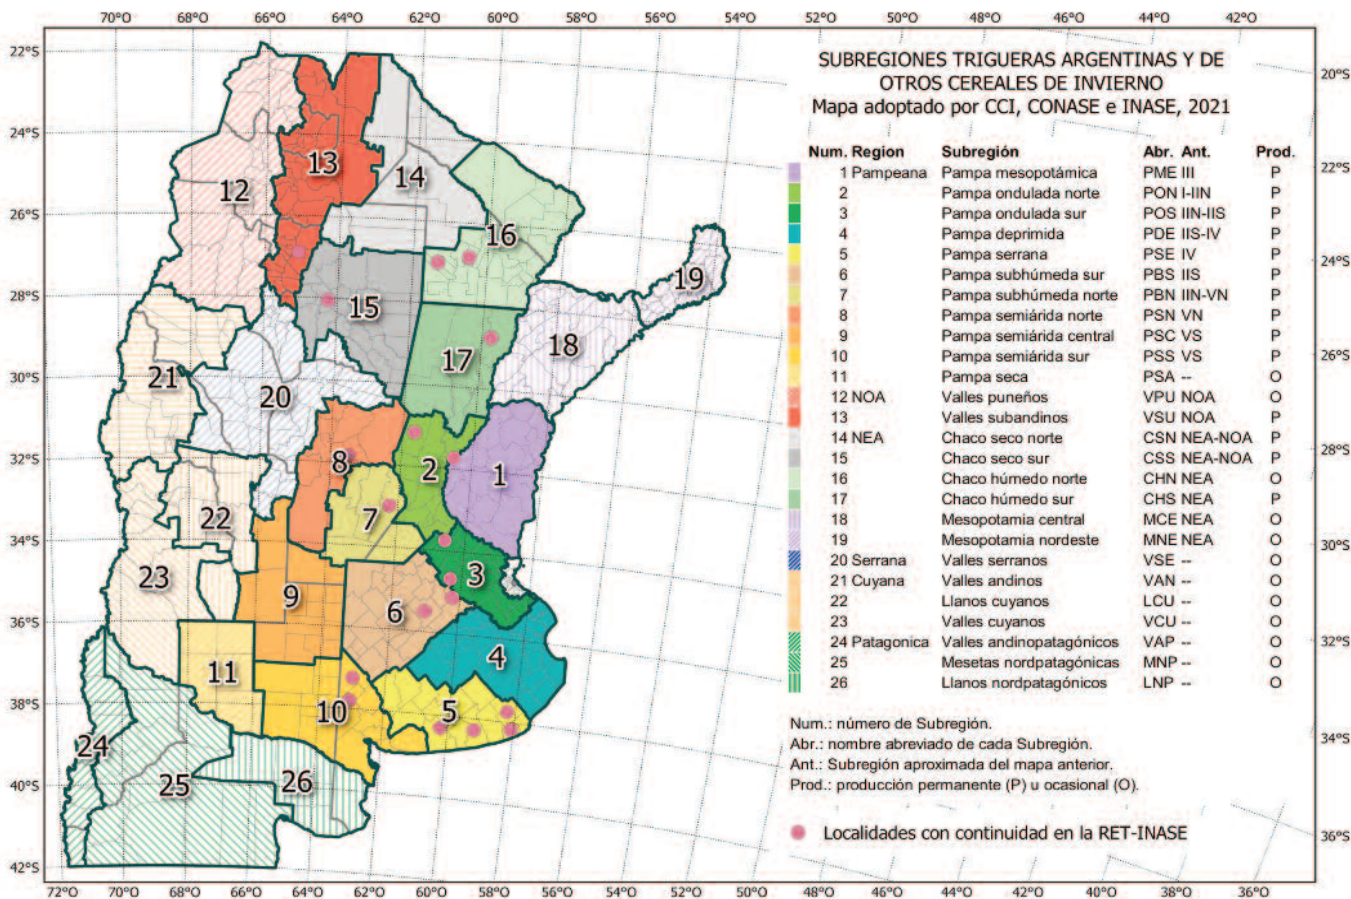 70°O 68°O 66°O 64°O 62°O 60°O 58°O 56°O 54°O 52°O 50°O 48°O 46°O 44°O 42°O
22°S
24°S
26°S
28°S
30°S
32°S
34°S
36°S
38°S
40°S
42°S
12
13
14
16
19
15
18
17
21
20
8
2
1
22
7
23
3
9
6
4
11
10
5
24
25
26
SUBREGIONES TRIGUERAS ARGENTINAS Y DE
OTROS CEREALES DE INVIERNO
Mapa adoptado por CCI, CONASE e INASE, 2021
Num. Region Subregión Abr. Ant. Prod.
1 Pampeana Pampa mesopotámica PME III P
2 Pampa ondulada norte PON I-IIN P
3 Pampa ondulada sur POS IIN-IIS P
4 Pampa deprimida PDE IIS-IV P
5 Pampa serrana PSE IV P
6 Pampa subhúmeda sur PBS IIS P
7 Pampa subhúmeda norte PBN IIN-VN P
8 Pampa semiárida norte PSN VN P
9 Pampa semiárida central PSC VS P
10 Pampa semiárida sur PSS VS P
11 Pampa seca PSA -- O
12 NOA Valles puneños VPU NOA O
13 Valles subandinos VSU NOA P
14 NEA Chaco seco norte CSN NEA-NOA P
15 Chaco seco sur CSS NEA-NOA P
16 Chaco húmedo norte CHN NEA O
17 Chaco húmedo sur CHS NEA P
18 Mesopotamia central MCE NEA O
19 Mesopotamia nordeste MNE NEA O
20 Serrana Valles serranos VSE -- O
21 Cuyana Valles andinos VAN -- O
22 Llanos cuyanos LCU -- O
23 Valles cuyanos VCU -- O
24 Patagonica Valles andinopatagónicos VAP -- O
25 Mesetas nordpatagónicas MNP -- O
26 Llanos nordpatagónicos LNP -- O
Num.: número de Subregión.
Abr.: nombre abreviado de cada Subregión.
Ant.: Subregión aproximada del mapa anterior.
Prod.: producción permanente (P) u ocasional (O).
Localidades con continuidad en la RET-INASE
20°S
22°S
24°S
26°S
28°S
30°S
32°S
34°S
36°S
72°O 70°O 68°O 66°O 64°O 62°O 60°O 58°O 56°O 54°O 52°O 50°O 48°O 46°O 44°O 42°O 40°O 38°O 36°O